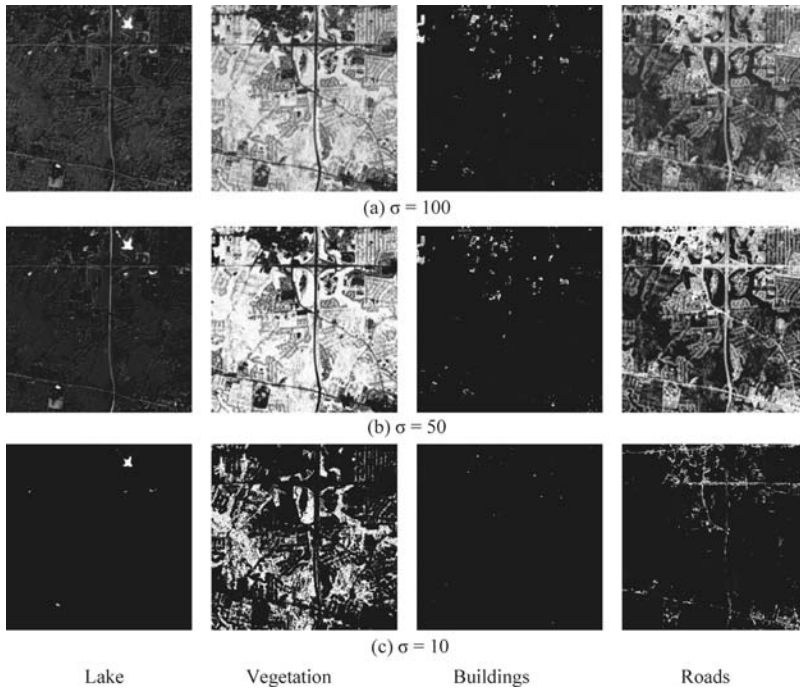 (a) σ = 100
(b) σ = 50
(c) σ = 10
Lake Vegetation Buildings Roads